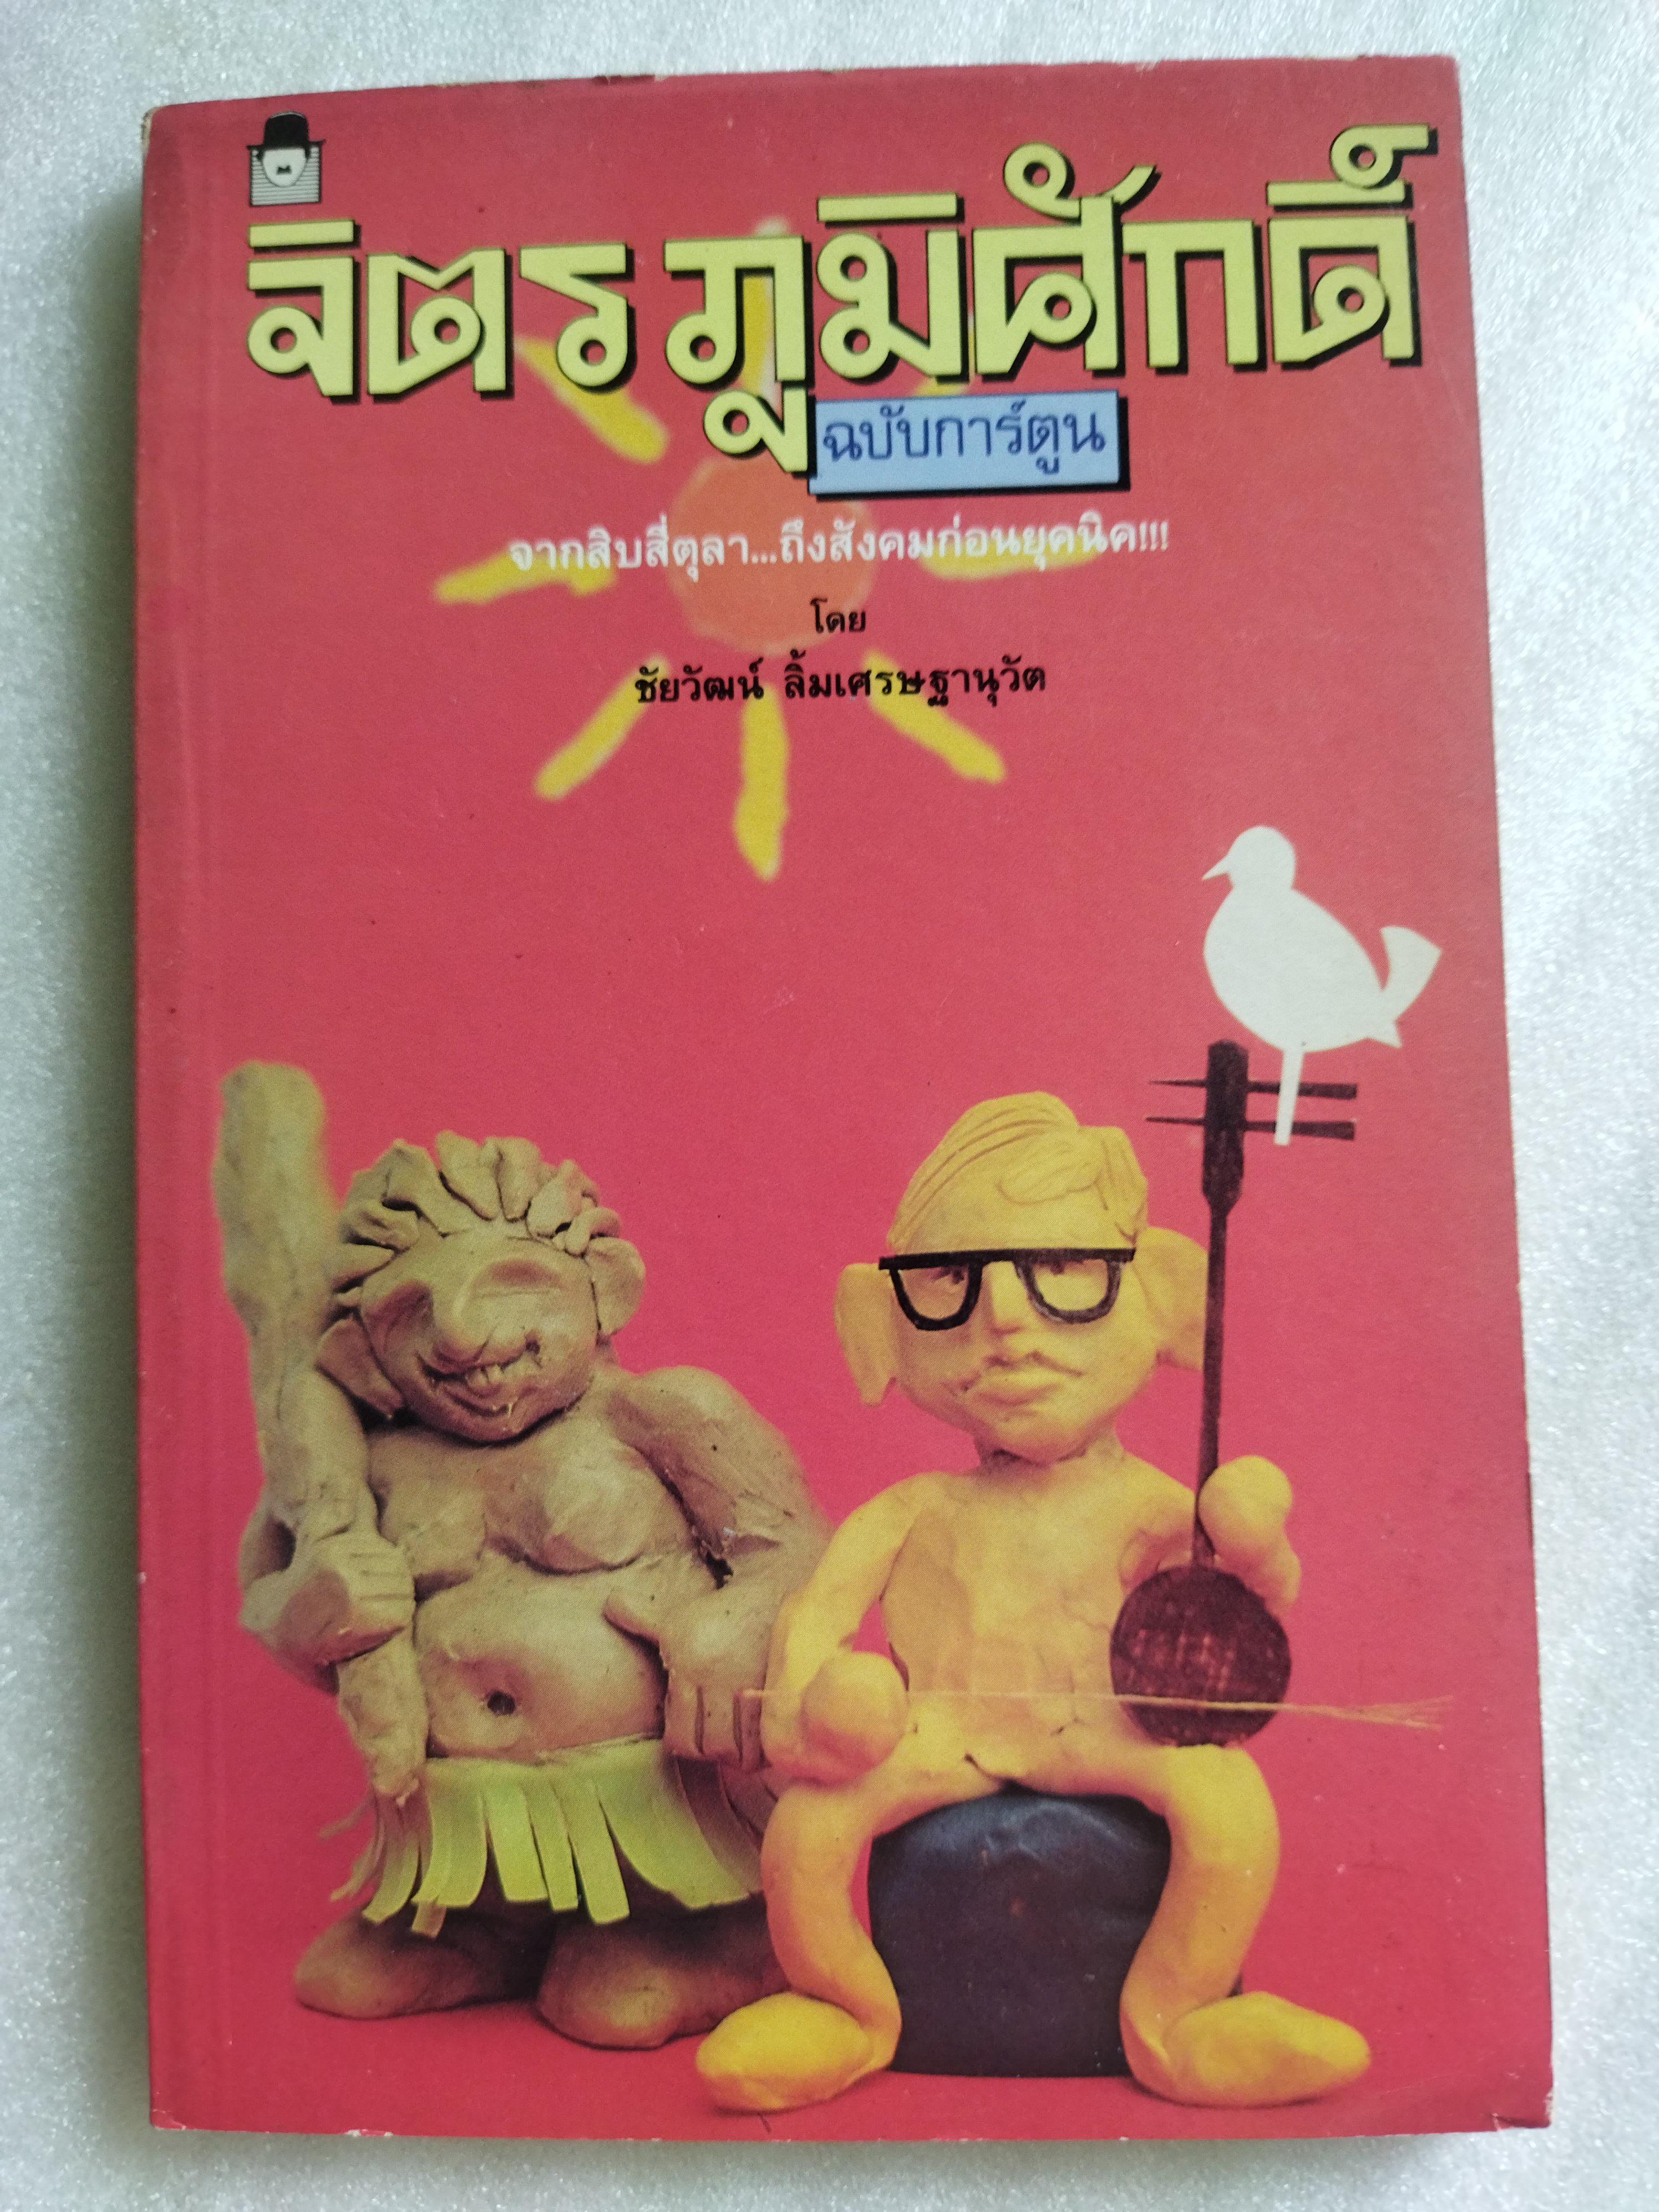 จิตร ภูมิศักดิ์
ฉบับการ์ตูน
จากสิบสี่ตุลา...ถึงสังคมก่อนยุคนิค!!!
โดย
ชัยวัฒน์ ลิ้มเศรษฐานุวัต